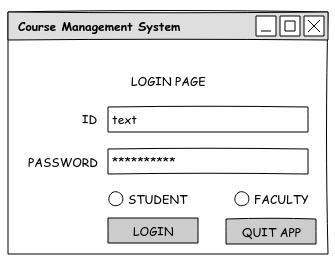 Course Management System
LOGIN PAGE
ID text
PASSWORD **********
STUDENT FACULTY
LOGIN QUIT APP